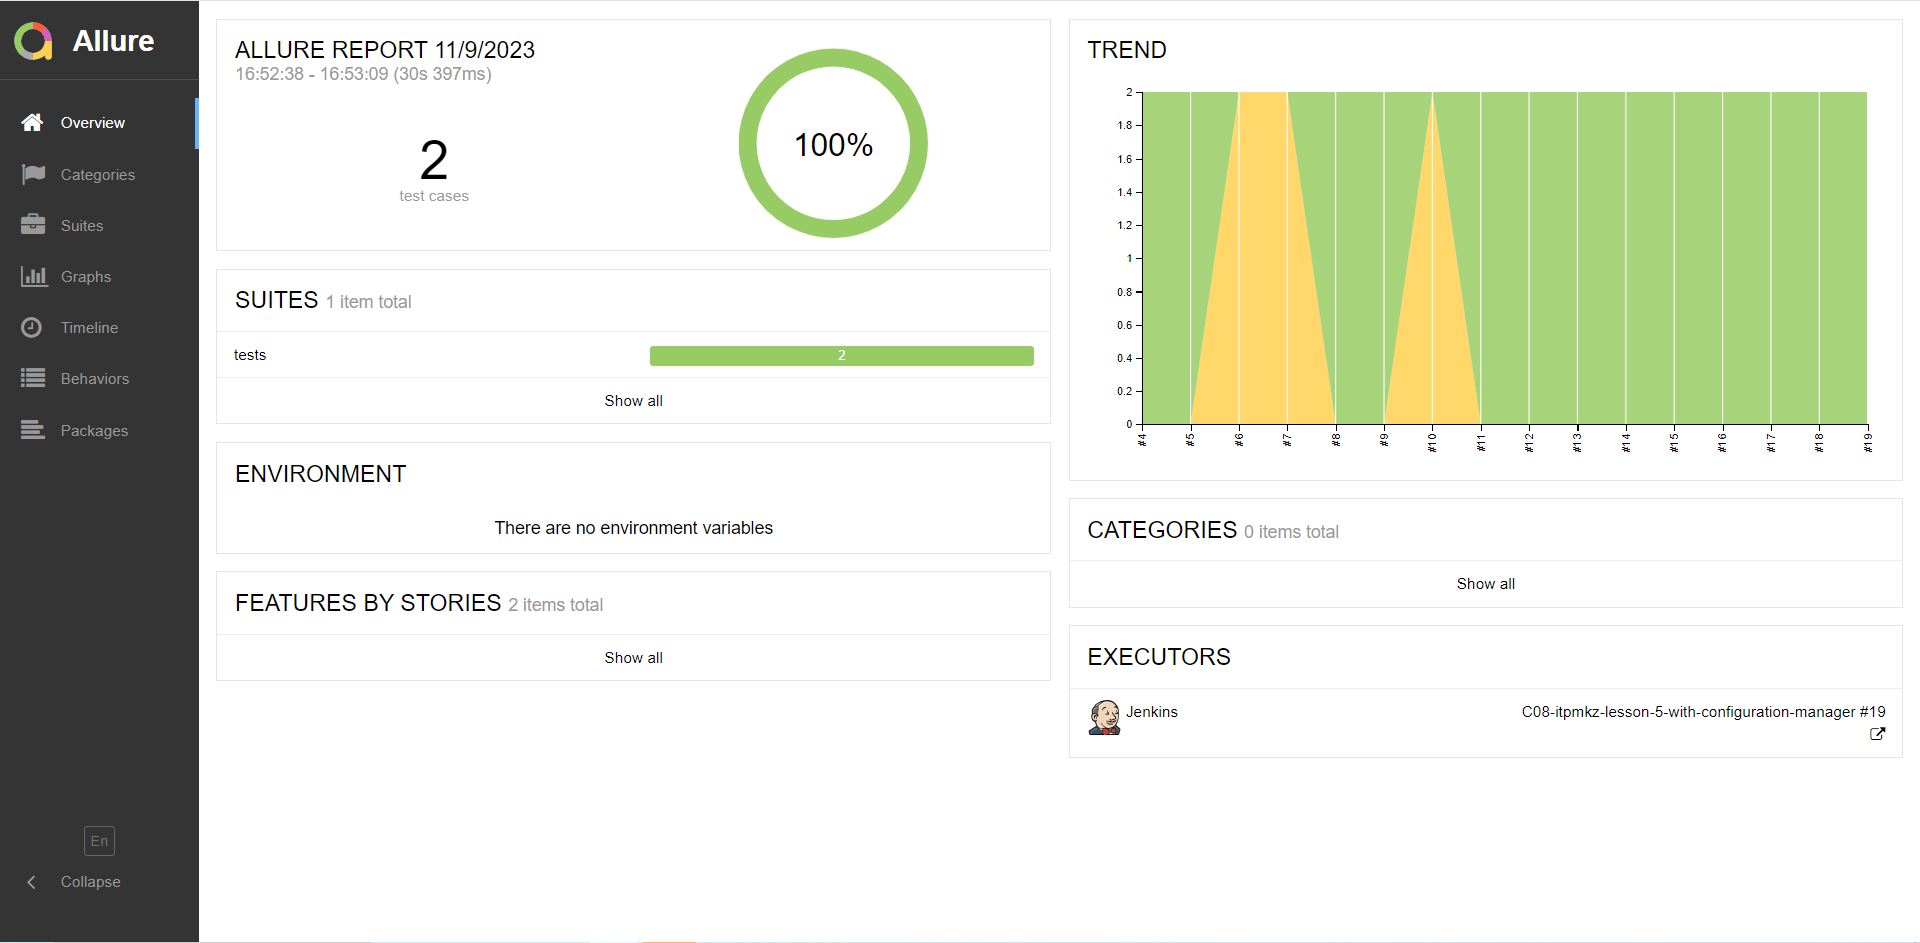 Allure
Overview
Categories
Suites
Graphs
Timeline
Behaviors
Packages
En
Collapse
ALLURE REPORT 11/9/2023
16:52:38 - 16:53:09 (30s 397ms)
2
test cases
100%
SUITES 1 item total
tests 2
Show all
ENVIRONMENT
There are no environment variables
FEATURES BY STORIES 2 items total
Show all
TREND
2
1.8
1.6
1.4
1.2
1
0.8
0.6
0.4
0.2
0
#4 #5 #6 #7 #8 #9 #10 #11 #12 #13 #14 #15 #16 #17 #18 #19
CATEGORIES 0 items total
Show all
EXECUTORS
Jenkins C08-itpmkz-lesson-5-with-configuration-manager #19